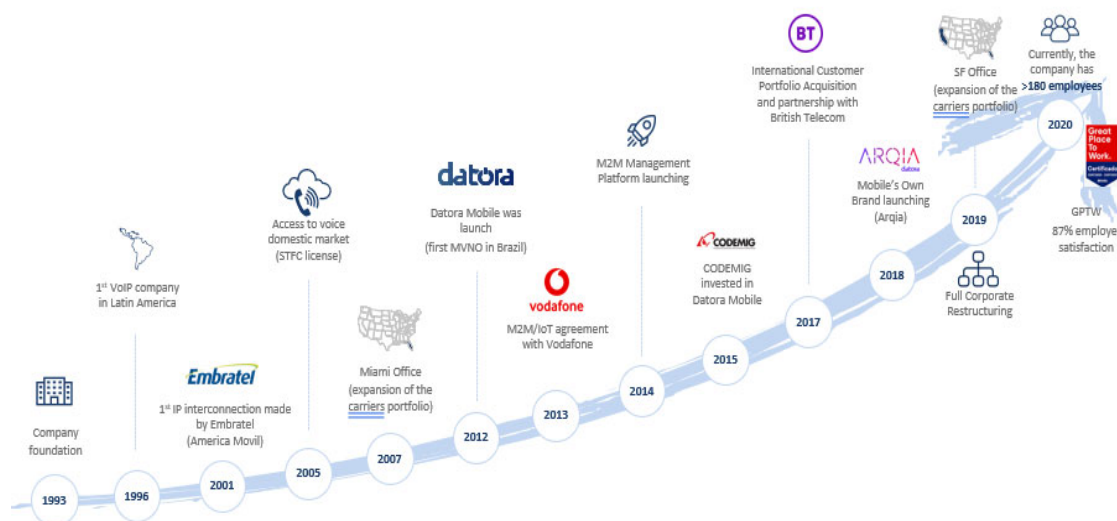 Company
foundation
1993
1st VoIP company
in Latin America
1996
Embratel
1st IP interconnection made
by Embratel
(America Movil)
2001
Access to voice
domestic market
(STFC license)
2005
Miami Office
(expansion of the
carriers portfolio)
2007
datora
Datora Mobile was
launch
(first MVNO in Brazil)
2012
vodafone
M2M/IoT agreement
with Vodafone
2013
M2M Management
Platform launching
2014
CODEMIG
CODEMIG
invested in
Datora Mobile
2015
BT
International Customer
Portfolio Acquisition
and partnership with
British Telecom
2017
ARQIA
datora
Mobile's Own
Brand launching
(Arqia)
2018
SF Office
(expansion of the
carriers portfolio)
2019
Full Corporate
Restructuring
Currently, the
company has
>180 employees
2020
Great
Place
To
Work.
Certificado
GPTW
87% employe
satisfaction